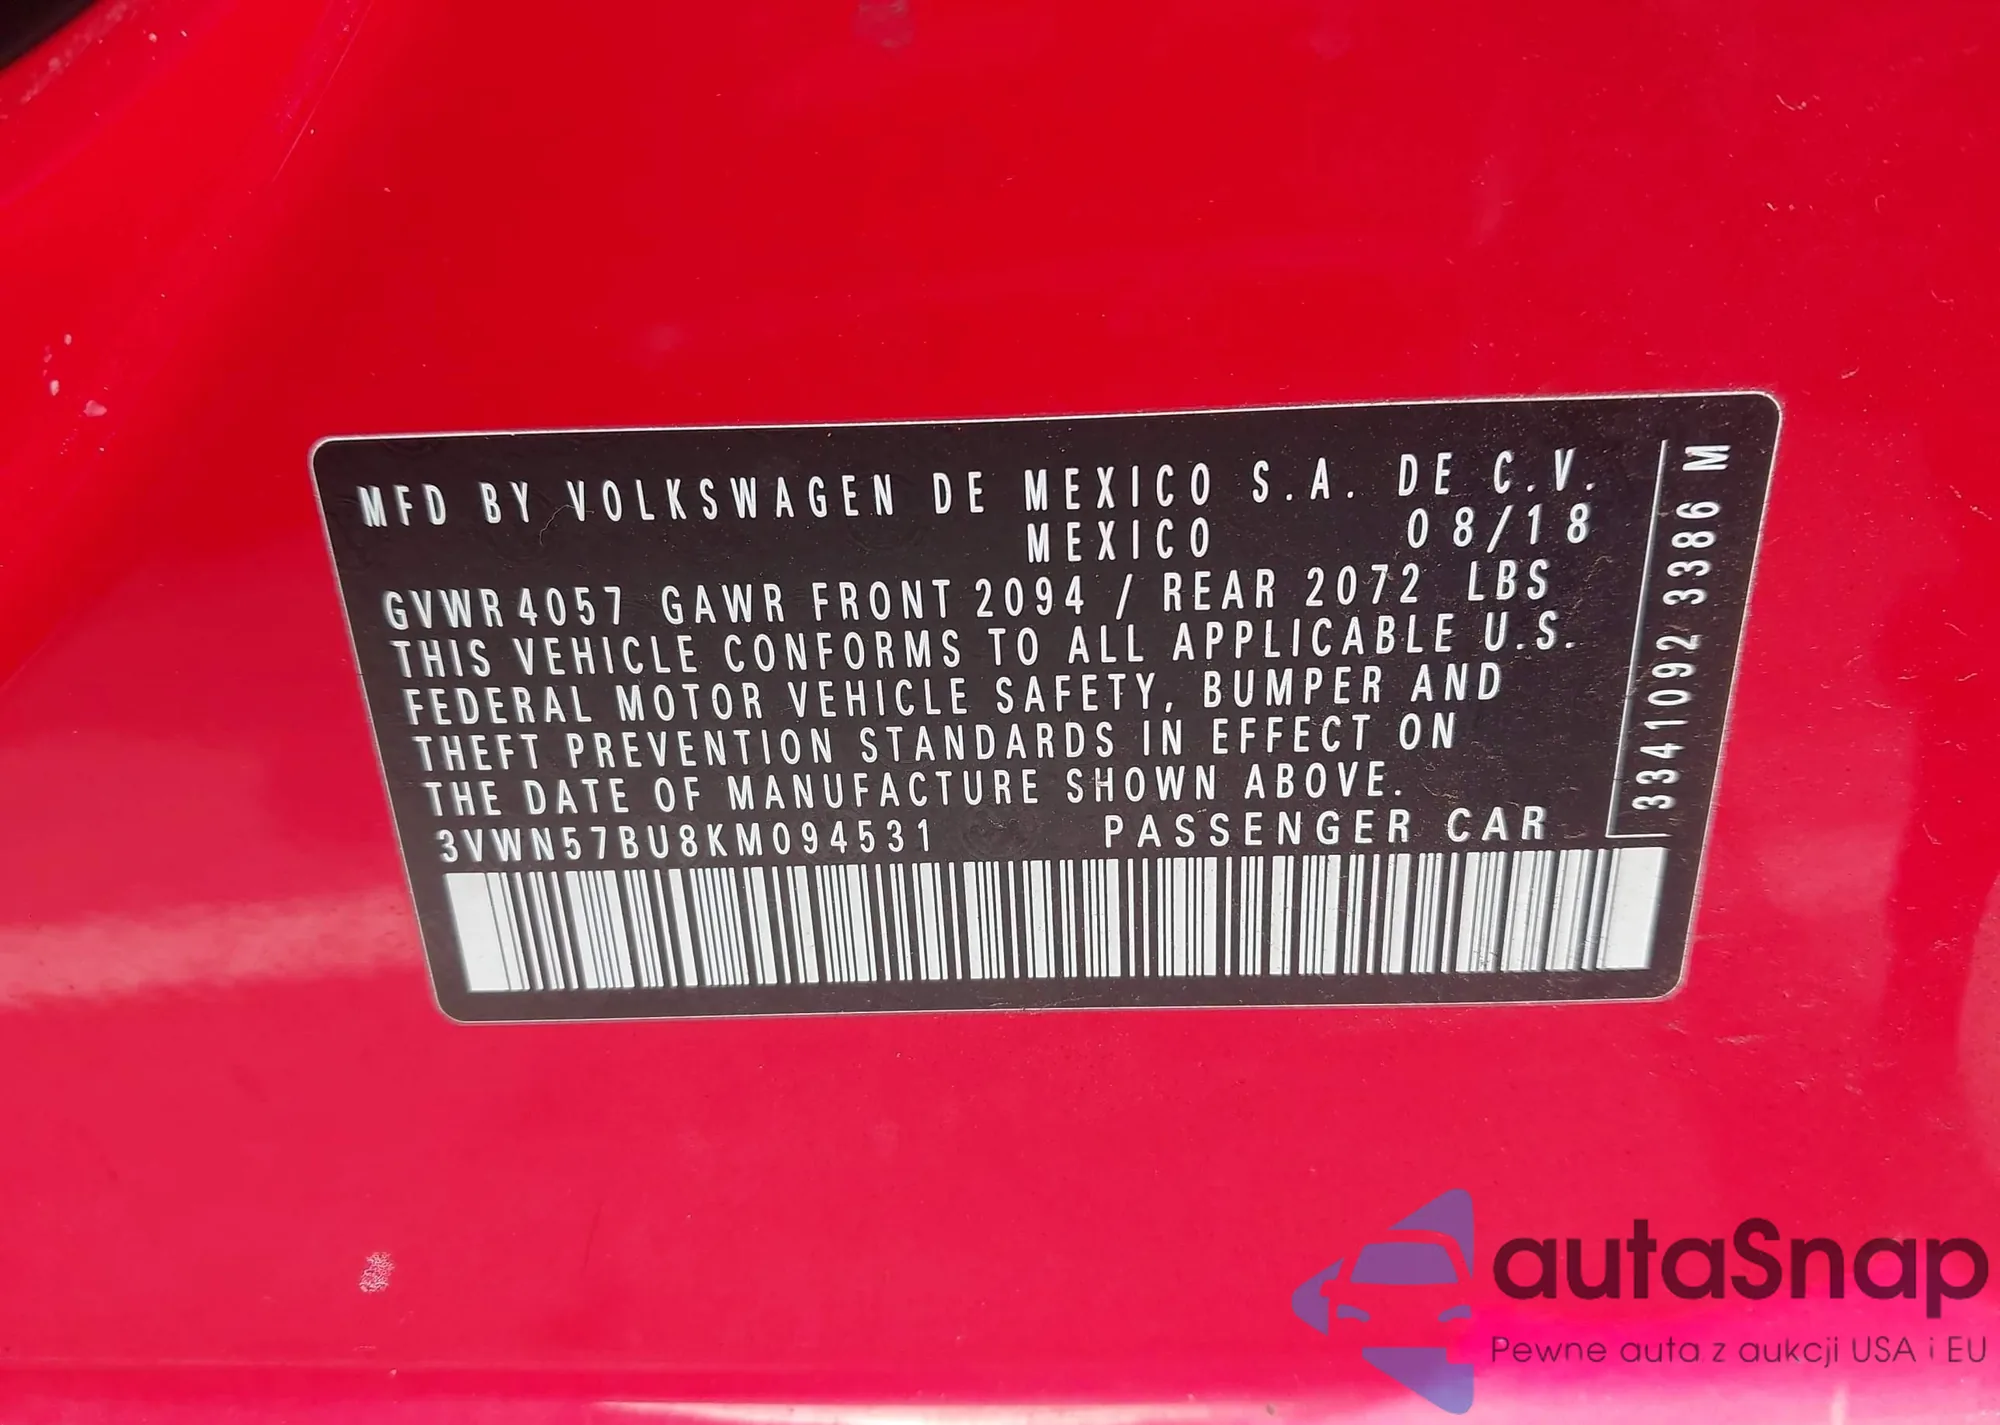 MFD BY VOLKSWAGEN DE MEXICO S.A. DE C.V.
MEXICO 08/18
GVWR 4057 GAWR FRONT 2094 / REAR 2072 LBS
THIS VEHICLE CONFORMS TO ALL APPLICABLE U.S.
FEDERAL MOTOR VEHICLE SAFETY, BUMPER AND
THEFT PREVENTION STANDARDS IN EFFECT ON
THE DATE OF MANUFACTURE SHOWN ABOVE.
3VWN57BU8KM094531 PASSENGER CAR
3341092 3386 M
autaSnap
Pewne auta z aukcji USA i EU